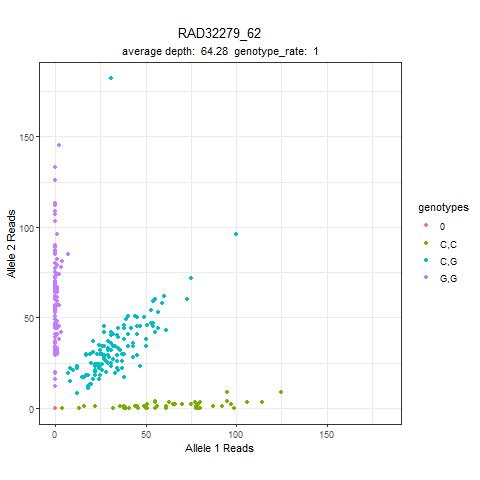 RAD32279_62
average depth:  64.28  genotype_rate:  1
Allele 2 Reads
150
100
50
0
0
50
100
150
Allele 1 Reads
genotypes
0
C,C
C,G
G,G